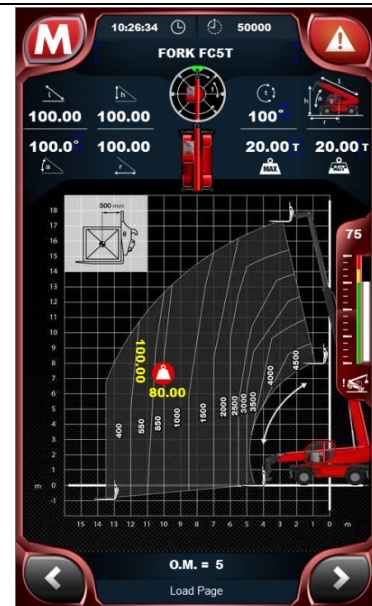 10:26:34 50000
M
FORK FC5T
L h t
100.00 100.00 100°
100.0° 100.00 20.00 T 20.00 T
a r MAX ACT
500 mm
75
18
17
16
15
14
13
12
11
10
9
8
7
6
5
4
3
2
1
m 0
-1
100.00
80.00
400 550 850 1000 1500 2000 2500 3000 3500 4000 4500
15 14 13 12 11 10 9 8 7 6 5 4 3 2 1 0 m
O.M. = 5
Load Page